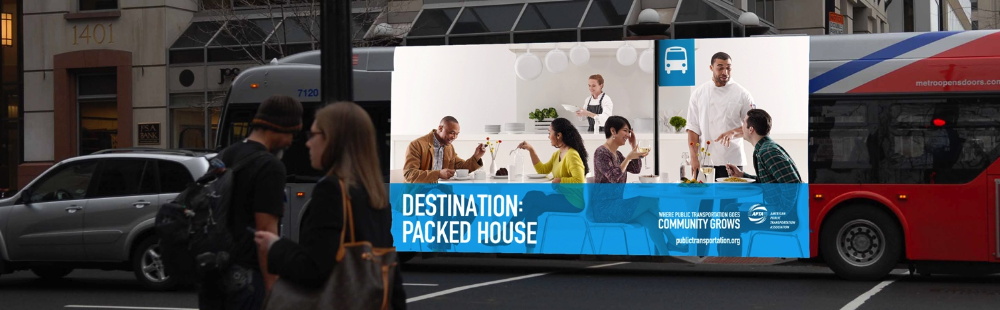 1401
7120
FSA
BANK
metroopensdoors.com
DESTINATION:
PACKED HOUSE
WHERE PUBLIC TRANSPORTATION GOES
COMMUNITY GROWS
publictransportation.org
APTA
AMERICAN
PUBLIC
TRANSPORTATION
ASSOCIATION